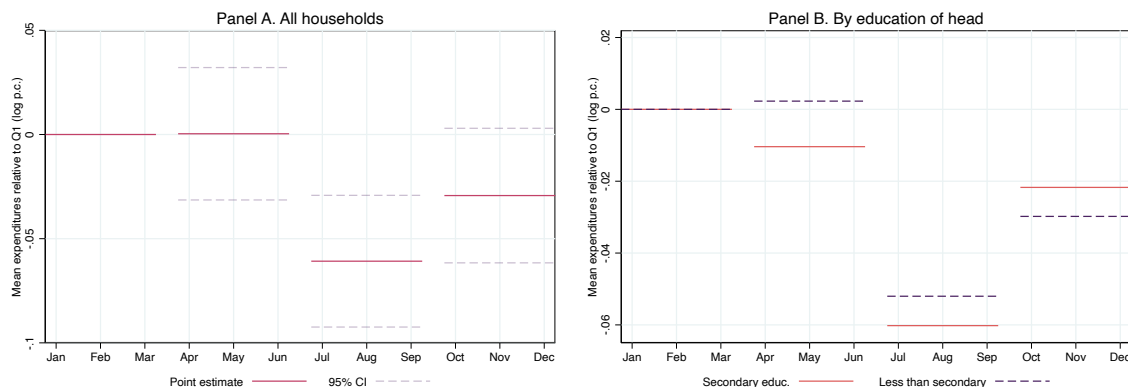 Panel A. All households
Mean expenditures relative to Q1 (log p.c.)
.05
0
-.05
-.1
Jan Feb Mar Apr May Jun Jul Aug Sep Oct Nov Dec
Point estimate 95% CI
Panel B. By education of head
Mean expenditures relative to Q1 (log p.c.)
.02
0
-.02
-.04
-.06
Jan Feb Mar Apr May Jun Jul Aug Sep Oct Nov Dec
Secondary educ. Less than secondary